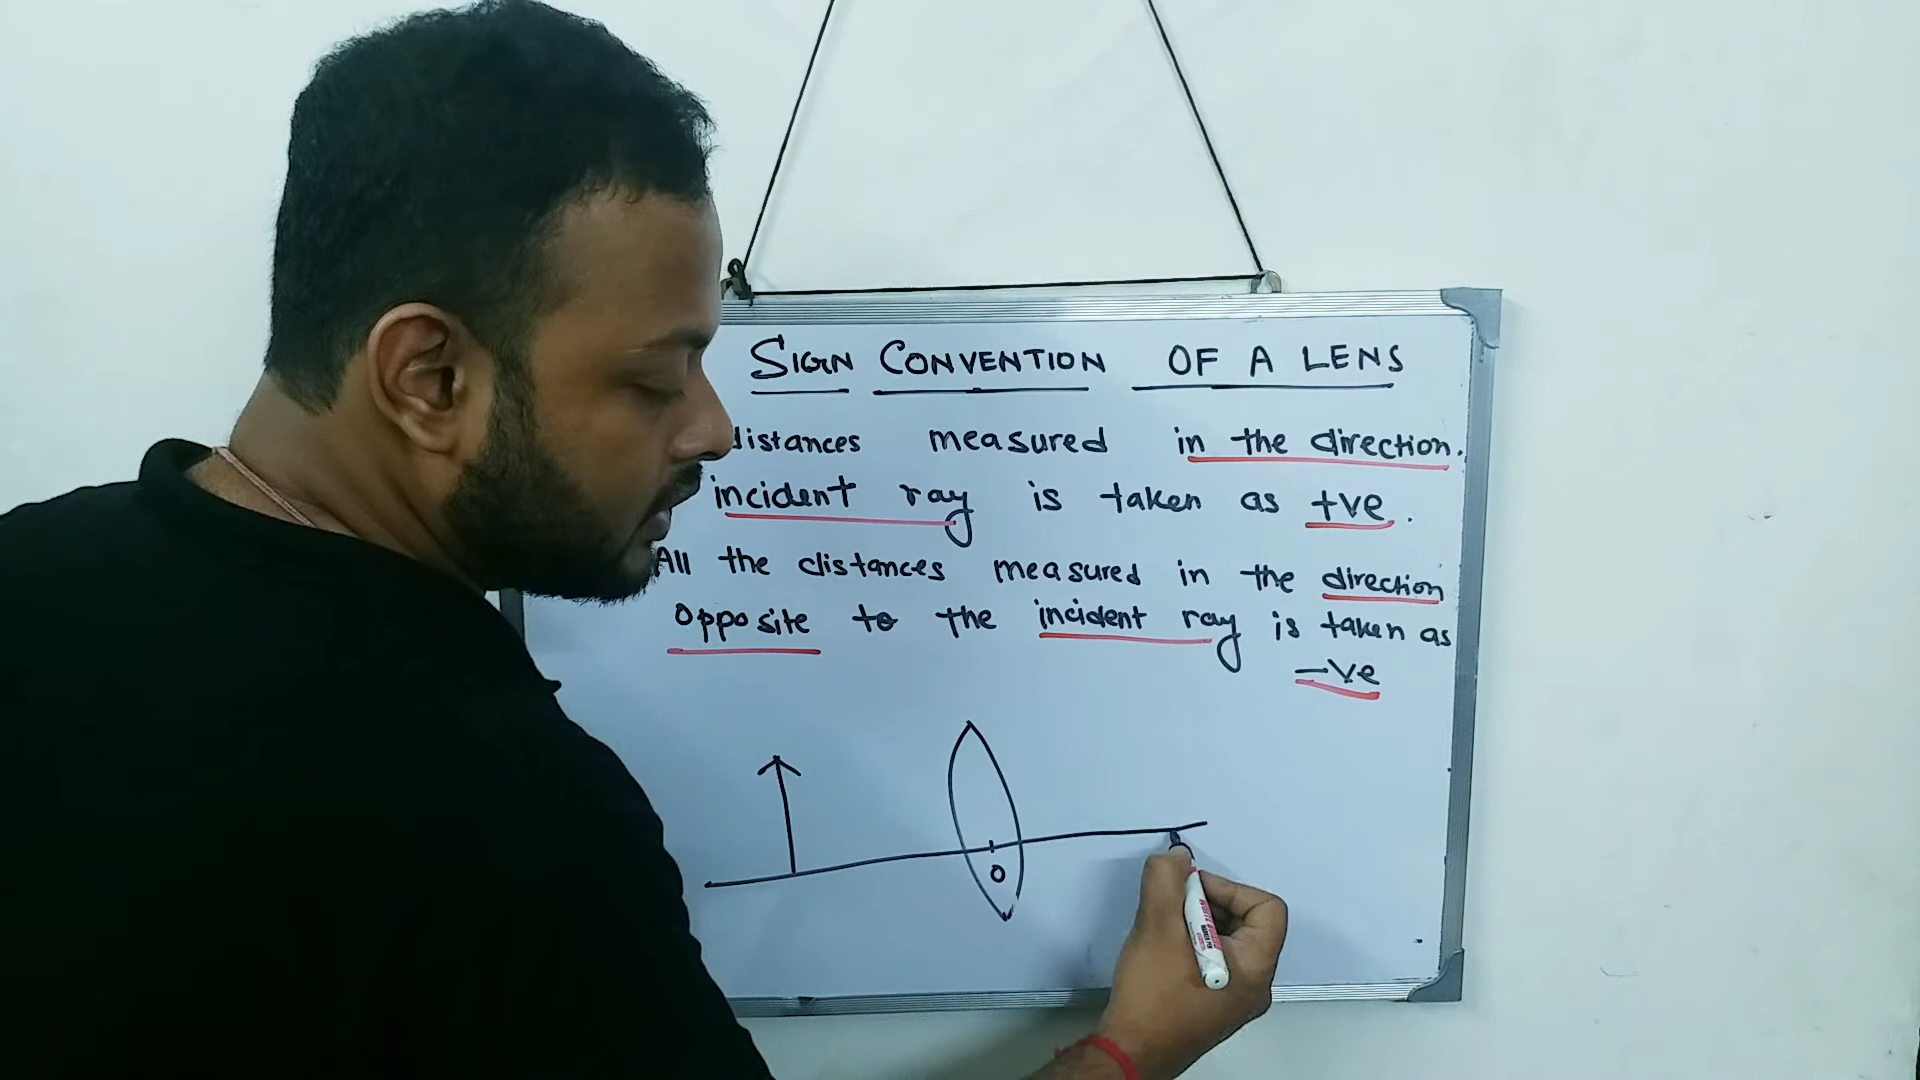 SIGN CONVENTION OF A LENS
distances measured in the direction.
incident ray is taken as +ve.
All the distances measured in the direction
opposite to the incident ray is taken as
-ve
O